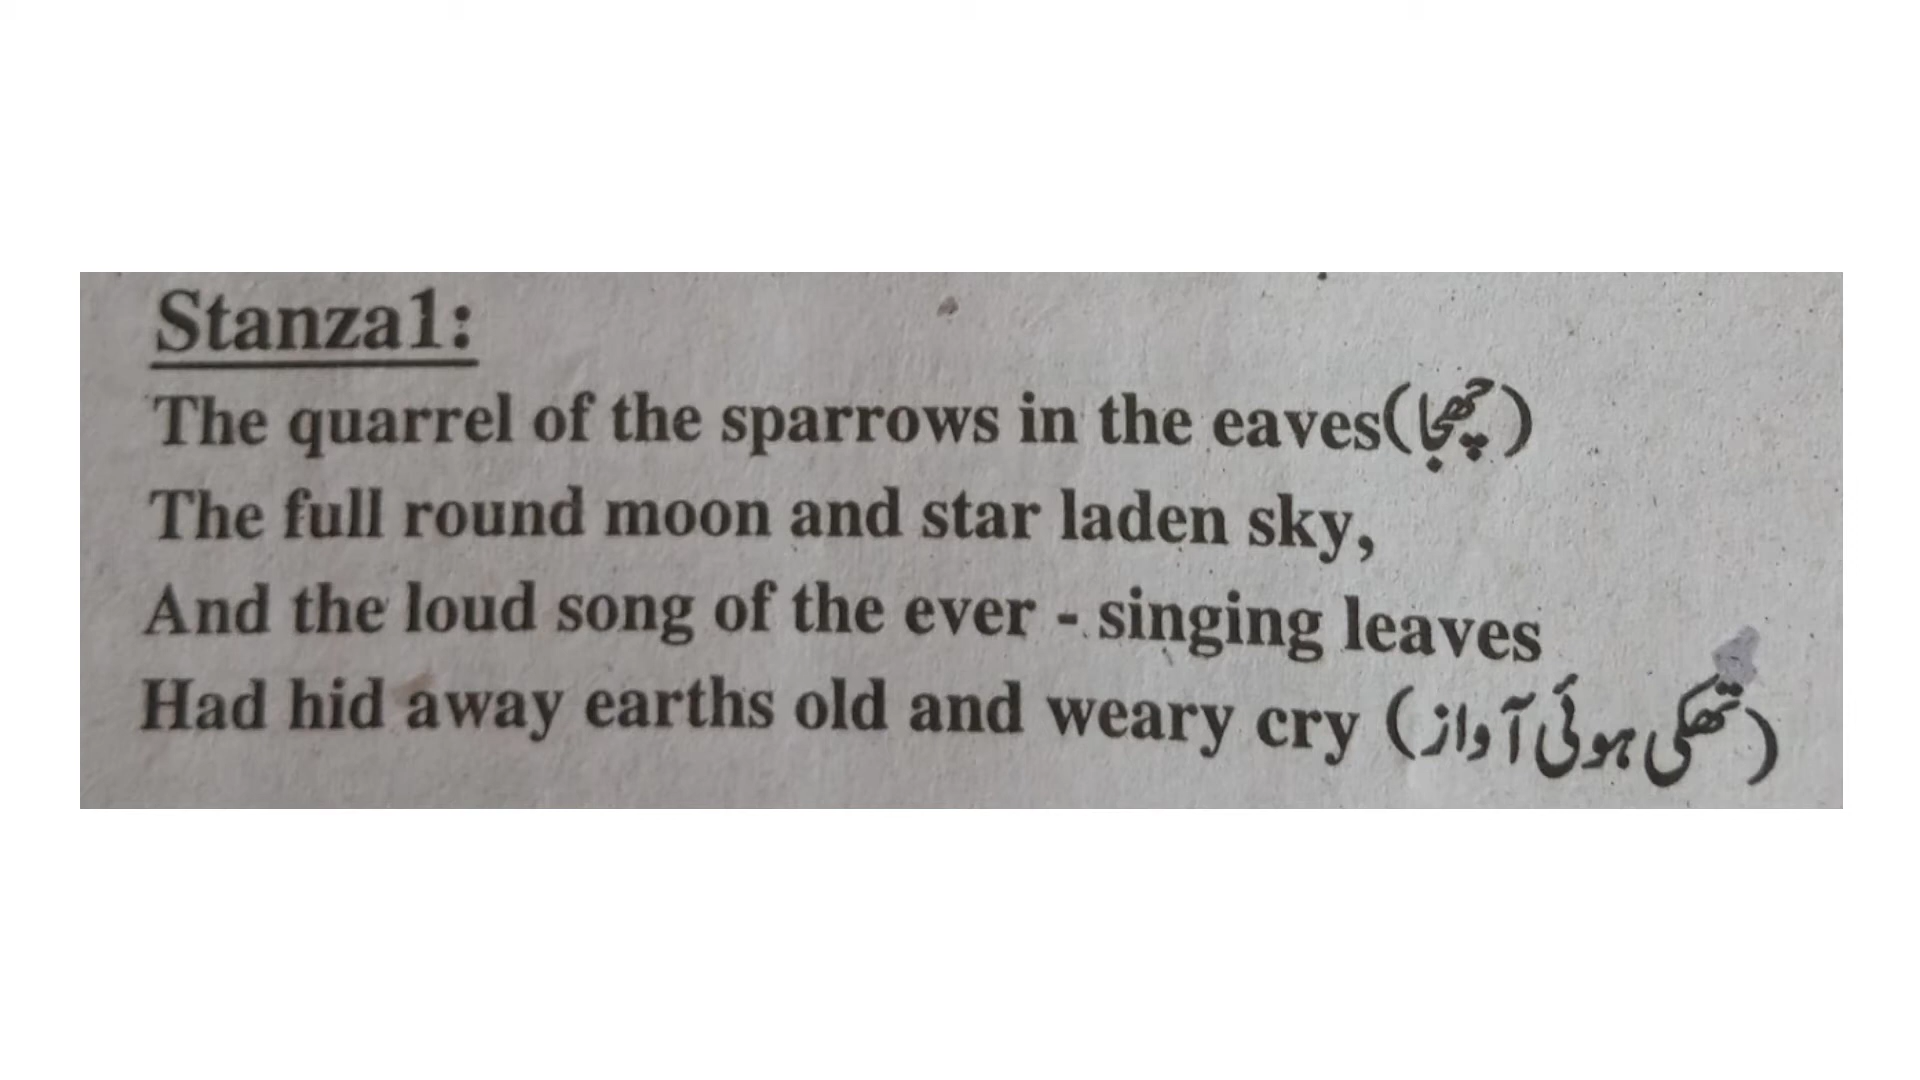 Stanza1:
The quarrel of the sparrows in the eaves(چھجا)
The full round moon and star laden sky,
And the loud song of the ever - singing leaves
Had hid away earths old and weary cry (تھکی ہوئی آواز)